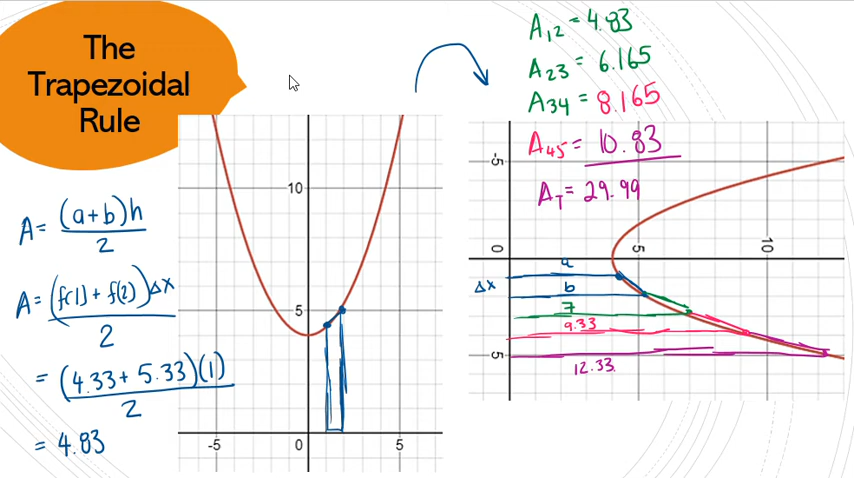 The
Trapezoidal
Rule
A = (a+b)h
2
A = (f(1) + f(2))Δx
2
= (4.33 + 5.33)(1)
2
= 4.83
10
5
-5
0
5
A12 = 4.83
A23 = 6.165
A34 = 8.165
A45 = 10.83
AT = 29.99
-5
0
5
10
a
Δx
b
7
9.33
5
12.33